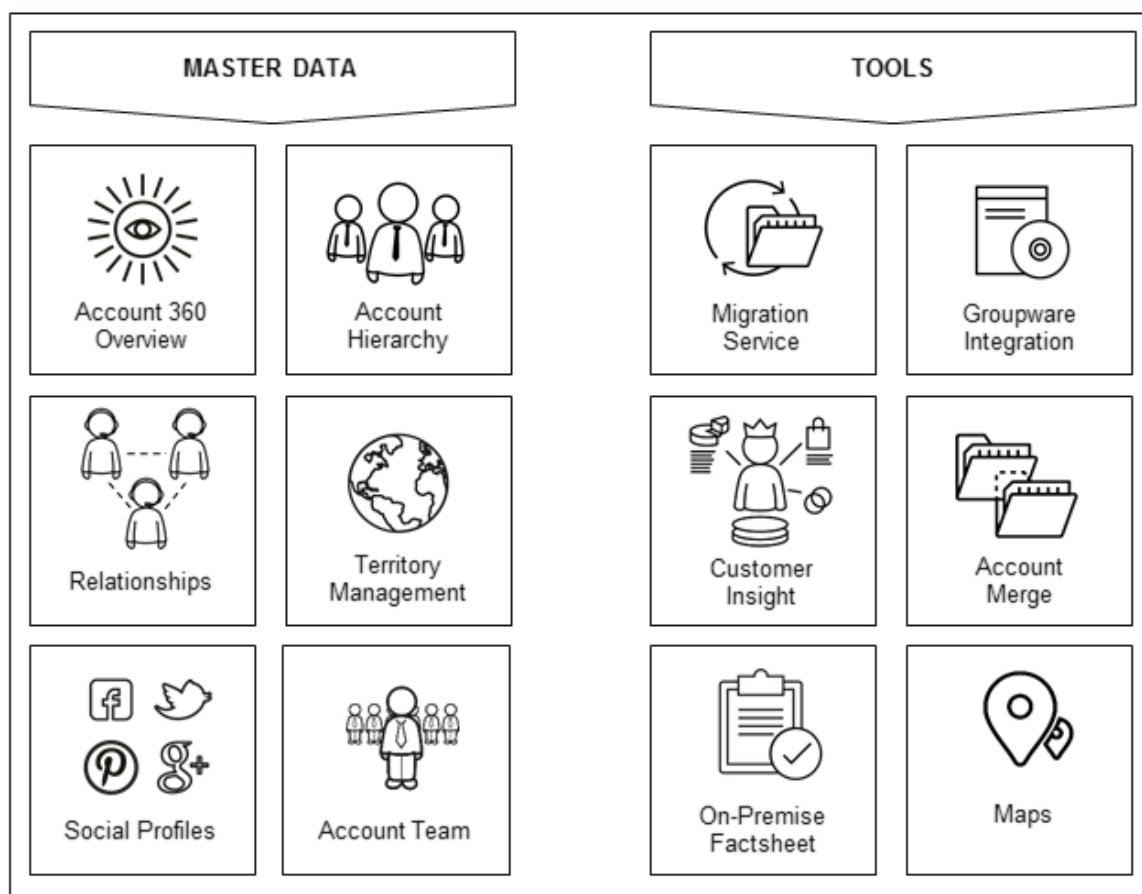 MASTER DATA
TOOLS
Account 360
Overview
Account
Hierarchy
Migration
Service
Groupware
Integration
Relationships
Territory
Management
Customer
Insight
Account
Merge
Social Profiles
Account Team
On-Premise
Factsheet
Maps